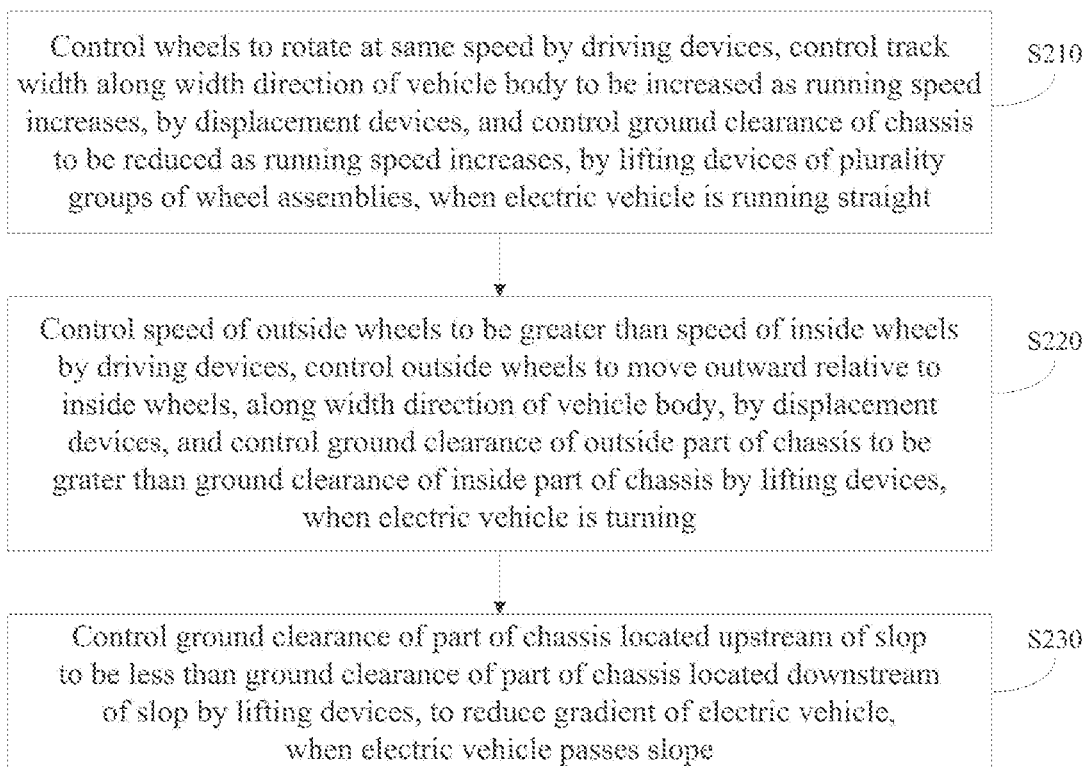 Control wheels to rotate at same speed by driving devices, control track
width along width direction of vehicle body to be increased as running speed
increases, by displacement devices, and control ground clearance of chassis
to be reduced as running speed increases, by lifting devices of plurality
groups of wheel assemblies, when electric vehicle is running straight
S210
Control speed of outside wheels to be greater than speed of inside wheels
by driving devices, control outside wheels to move outward relative to
inside wheels, along width direction of vehicle body, by displacement
devices, and control ground clearance of outside part of chassis to be
grater than ground clearance of inside part of chassis by lifting devices,
when electric vehicle is turning
S220
Control ground clearance of part of chassis located upstream of slop
to be less than ground clearance of part of chassis located downstream
of slop by lifting devices, to reduce gradient of electric vehicle,
when electric vehicle passes slope
S230